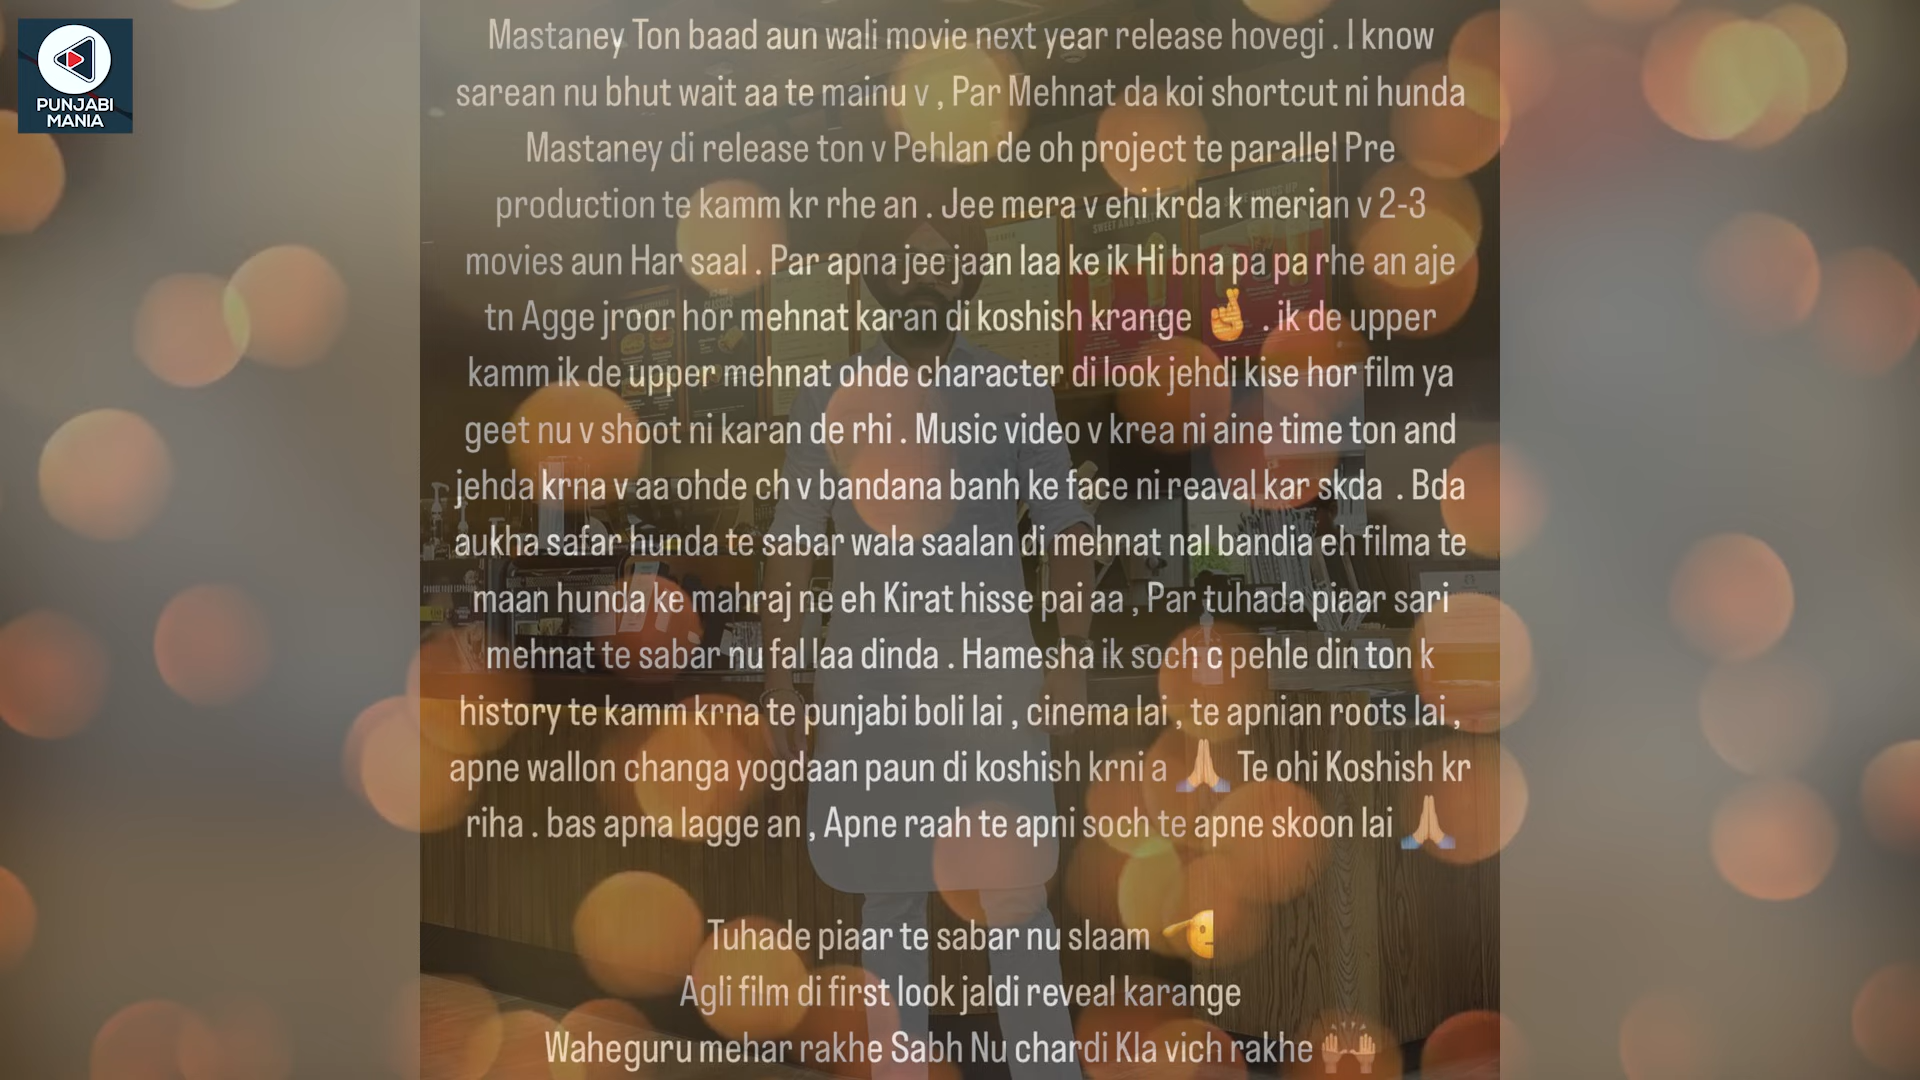 PUNJABI
MANIA
Mastaney Ton baad aun wali movie next year release hovegi . I know
sarean nu bhut wait aa te mainu v , Par Mehnat da koi shortcut ni hunda
Mastaney di release ton v Pehlan de oh project te parallel Pre
production te kamm kr rhe an . Jee mera v ehi krda k merian v 2-3
movies aun Har saal . Par apna jee jaan laa ke ik Hi bna pa pa rhe an aje
tn Agge jroor hor mehnat karan di koshish krange 🤞 . ik de upper
kamm ik de upper mehnat ohde character di look jehdi kise hor film ya
geet nu v shoot ni karan de rhi . Music video v krea ni aine time ton and
jehda krna v aa ohde ch v bandana banh ke face ni reaval kar skda . Bda
aukha safar hunda te sabar wala saalan di mehnat nal bandia eh filma te
maan hunda ke mahraj ne eh Kirat hisse pai aa , Par tuhada piaar sari
mehnat te sabar nu fal laa dinda . Hamesha ik soch c pehle din ton k
history te kamm krna te punjabi boli lai , cinema lai , te apnian roots lai ,
apne wallon changa yogdaan paun di koshish krni a 🙏🏻 Te ohi Koshish kr
riha . bas apna lagge an , Apne raah te apni soch te apne skoon lai 🙏🏻
Tuhade piaar te sabar nu slaam 🫡
Agli film di first look jaldi reveal karange
Waheguru mehar rakhe Sabh Nu chardi Kla vich rakhe 🙌🏼